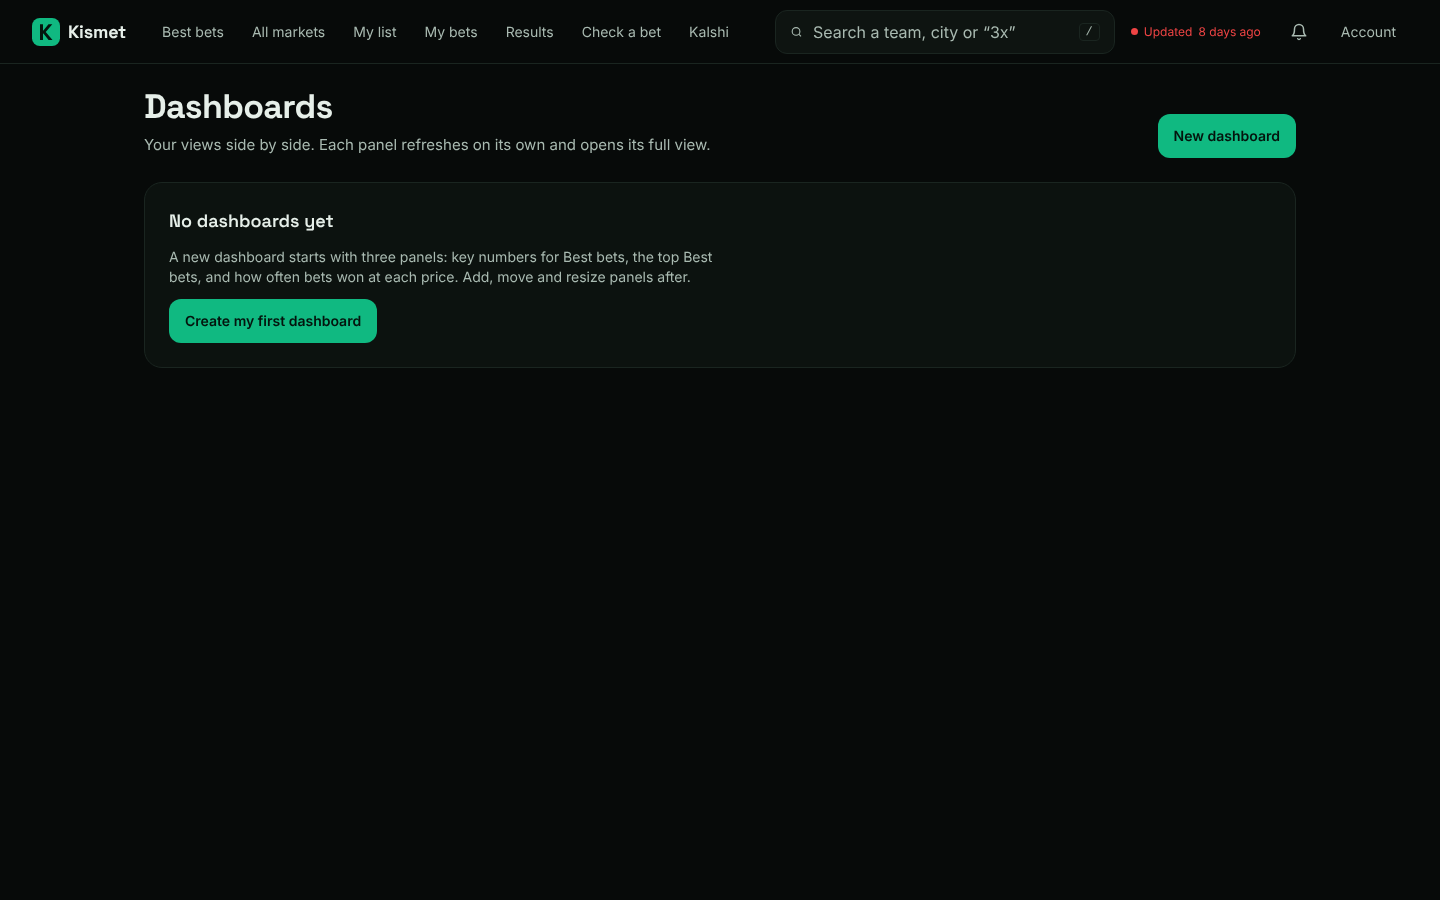 K Kismet
Best bets
All markets
My list
My bets
Results
Check a bet
Kalshi
Search a team, city or “3x”
/
Updated 8 days ago
Account
Dashboards
Your views side by side. Each panel refreshes on its own and opens its full view.
New dashboard
No dashboards yet
A new dashboard starts with three panels: key numbers for Best bets, the top Best
bets, and how often bets won at each price. Add, move and resize panels after.
Create my first dashboard